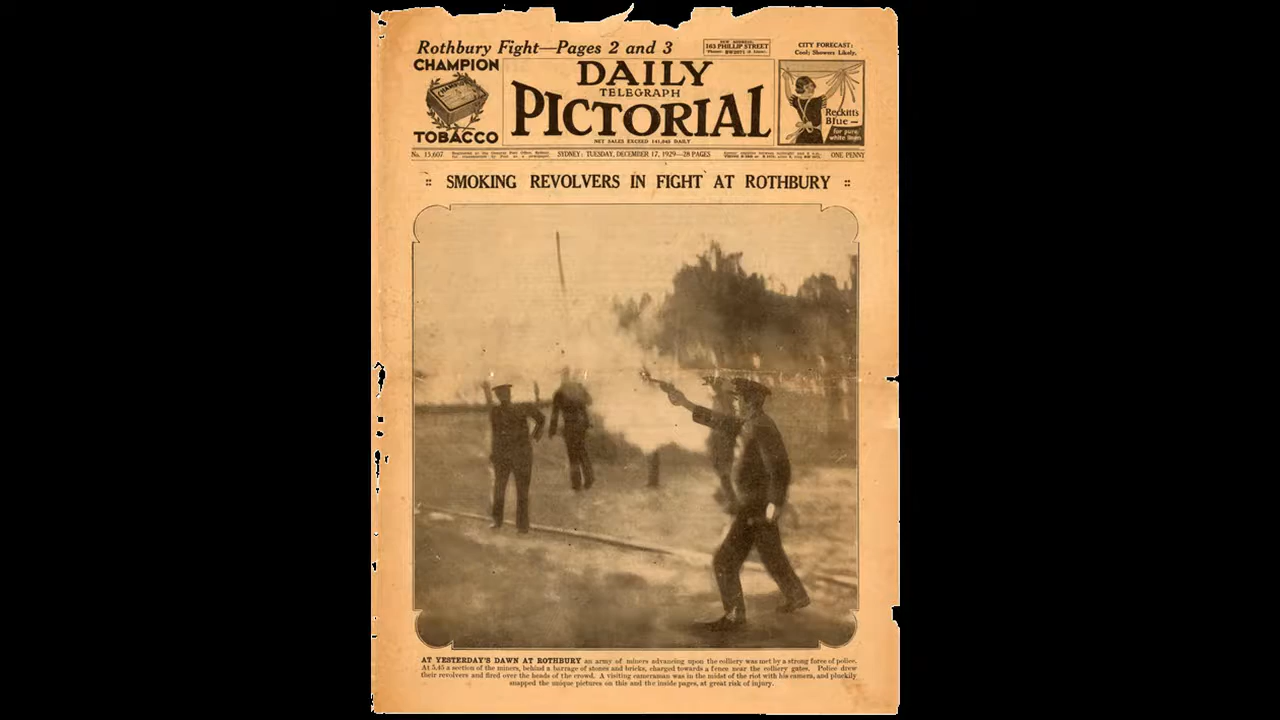 Rothbury Fight—Pages 2 and 3
NEW ADDRESS:
163 PHILLIP STREET
CITY FORECAST:
Cool; Showers Likely.
CHAMPION
CHAMPION
TOBACCO
DAILY
TELEGRAPH
PICTORIAL
NET SALES EXCEED 141,043 DAILY
Reckitt's
Blue —
for pure
white linen
No. 15,607
SYDNEY: TUESDAY, DECEMBER 17, 1929—28 PAGES
ONE PENNY
:: SMOKING REVOLVERS IN FIGHT AT ROTHBURY ::
AT YESTERDAY'S DAWN AT ROTHBURY an army of miners advancing upon the colliery was met by a strong force of police.
At 5.45 a section of the miners, behind a barrage of stones and bricks, charged towards a fence near the colliery gates. Police drew
their revolvers and fired over the heads of the crowd. A visiting cameraman was in the midst of the riot with his camera, and pluckily
snapped the unique pictures on this and the inside pages, at great risk of injury.